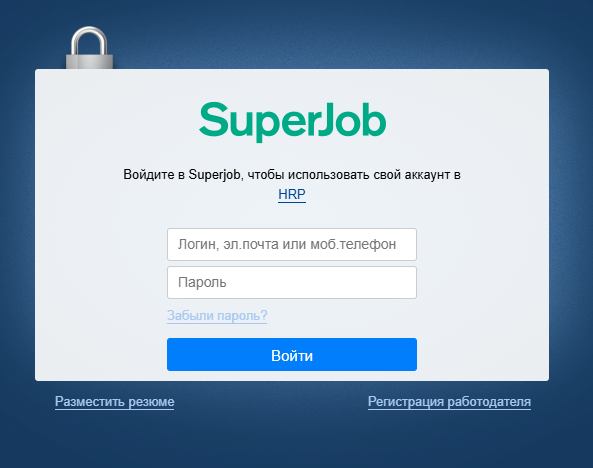 SuperJob
Войдите в Superjob, чтобы использовать свой аккаунт в
HRP
Логин, эл.почта или моб.телефон
Пароль
Забыли пароль?
Войти
Разместить резюме
Регистрация работодателя